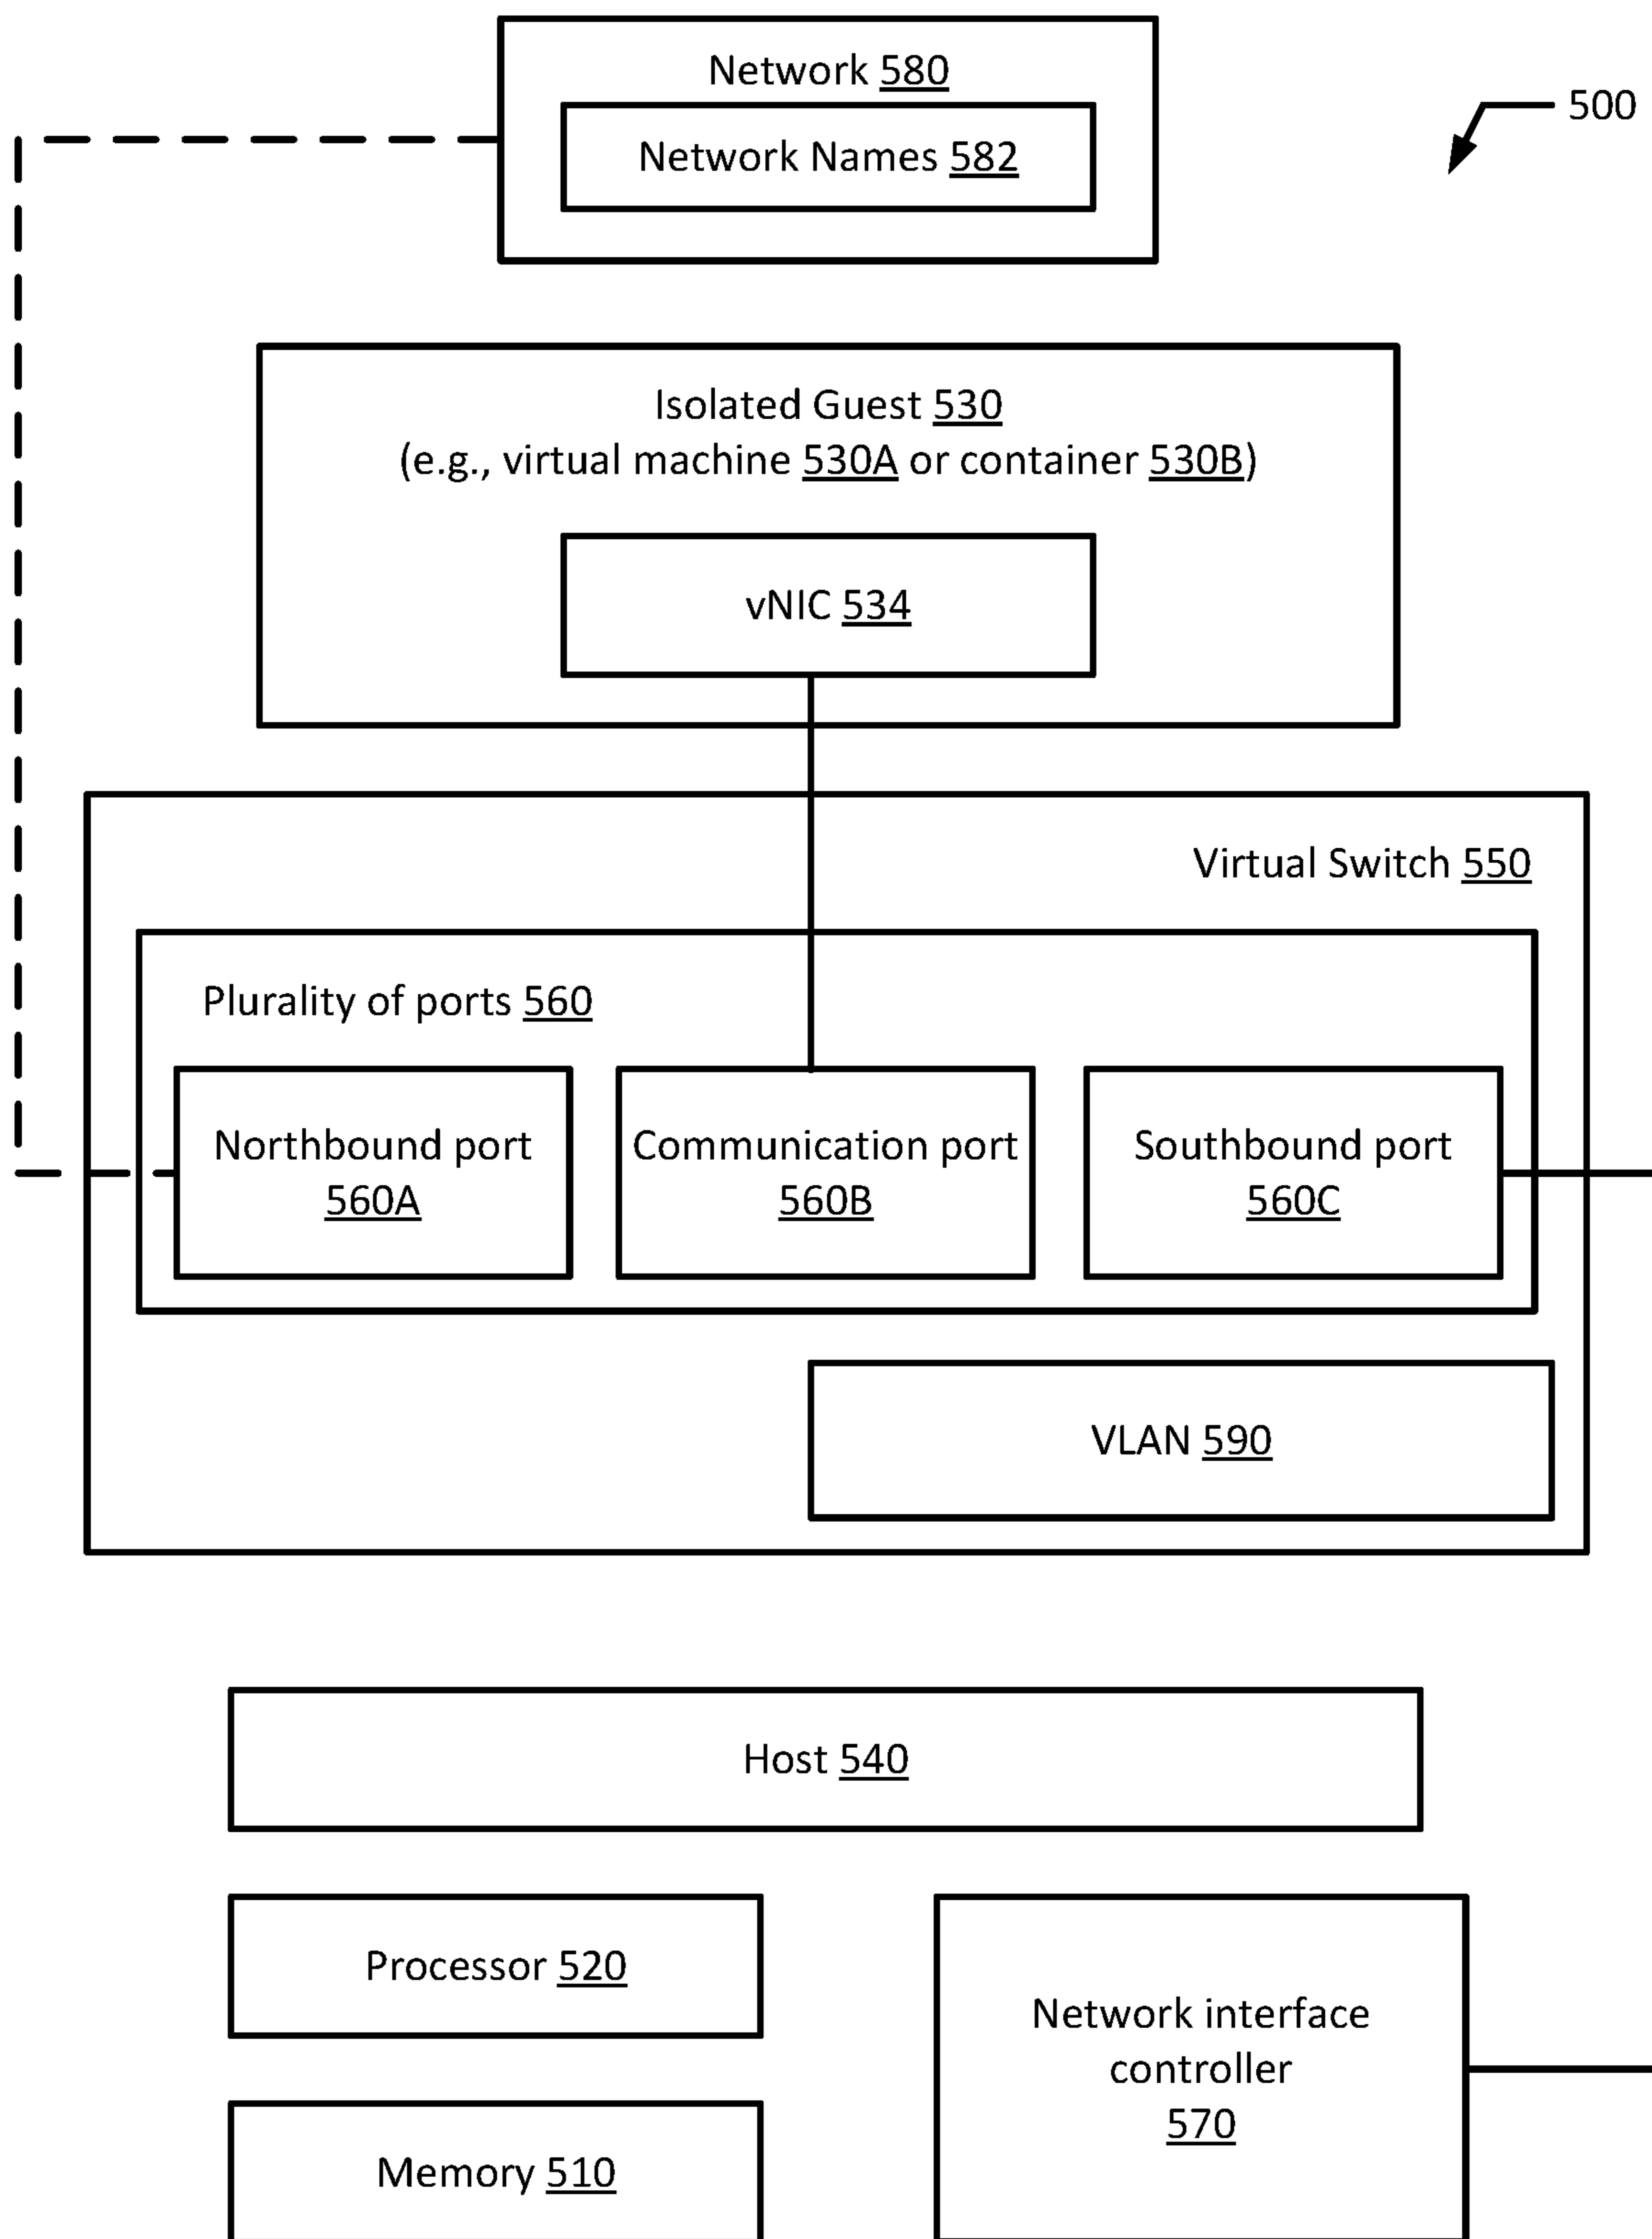 Network 580
500
Network Names 582
Isolated Guest 530
(e.g., virtual machine 530A or container 530B)
vNIC 534
Virtual Switch 550
Plurality of ports 560
Northbound port
560A
Communication port
560B
Southbound port
560C
VLAN 590
Host 540
Processor 520
Network interface
controller
570
Memory 510